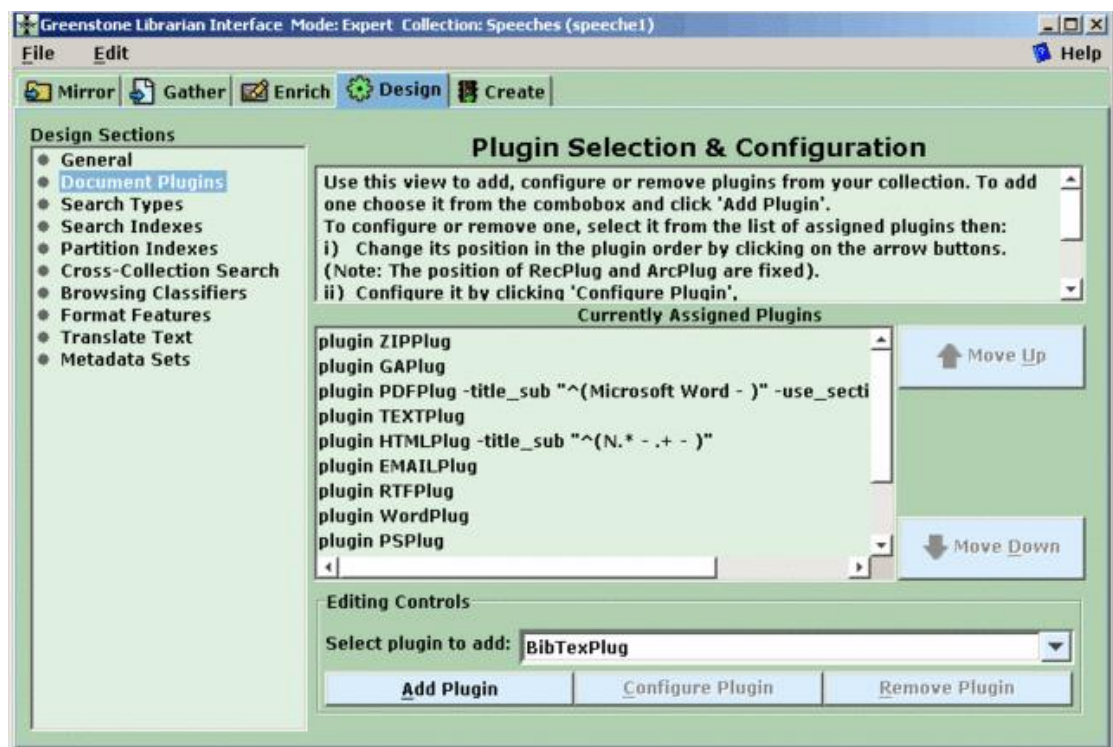 Greenstone Librarian Interface Mode: Expert Collection: Speeches (speeche1)
File Edit Help
Mirror Gather Enrich Design Create
Design Sections
General
Document Plugins
Search Types
Search Indexes
Partition Indexes
Cross-Collection Search
Browsing Classifiers
Format Features
Translate Text
Metadata Sets
Plugin Selection & Configuration
Use this view to add, configure or remove plugins from your collection. To add
one choose it from the combobox and click 'Add Plugin'.
To configure or remove one, select it from the list of assigned plugins then:
i) Change its position in the plugin order by clicking on the arrow buttons.
(Note: The position of RecPlug and ArcPlug are fixed).
ii) Configure it by clicking 'Configure Plugin'.
Currently Assigned Plugins
plugin ZIPPlug
plugin GAPlug
plugin PDFPlug -title_sub "^(Microsoft Word - )" -use_secti
plugin TEXTPlug
plugin HTMLPlug -title_sub "^(N.* - .+ - )"
plugin EMAILPlug
plugin RTFPlug
plugin WordPlug
plugin PSPlug
Move Up
Move Down
Editing Controls
Select plugin to add: BibTexPlug
Add Plugin Configure Plugin Remove Plugin